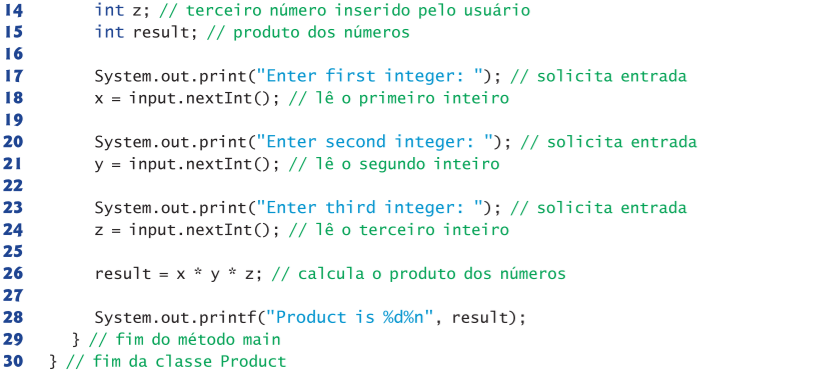 14 int z; // terceiro número inserido pelo usuário
15 int result; // produto dos números
16
17 System.out.print("Enter first integer: "); // solicita entrada
18 x = input.nextInt(); // lê o primeiro inteiro
19
20 System.out.print("Enter second integer: "); // solicita entrada
21 y = input.nextInt(); // lê o segundo inteiro
22
23 System.out.print("Enter third integer: "); // solicita entrada
24 z = input.nextInt(); // lê o terceiro inteiro
25
26 result = x * y * z; // calcula o produto dos números
27
28 System.out.printf("Product is %d%n", result);
29 } // fim do método main
30 } // fim da classe Product